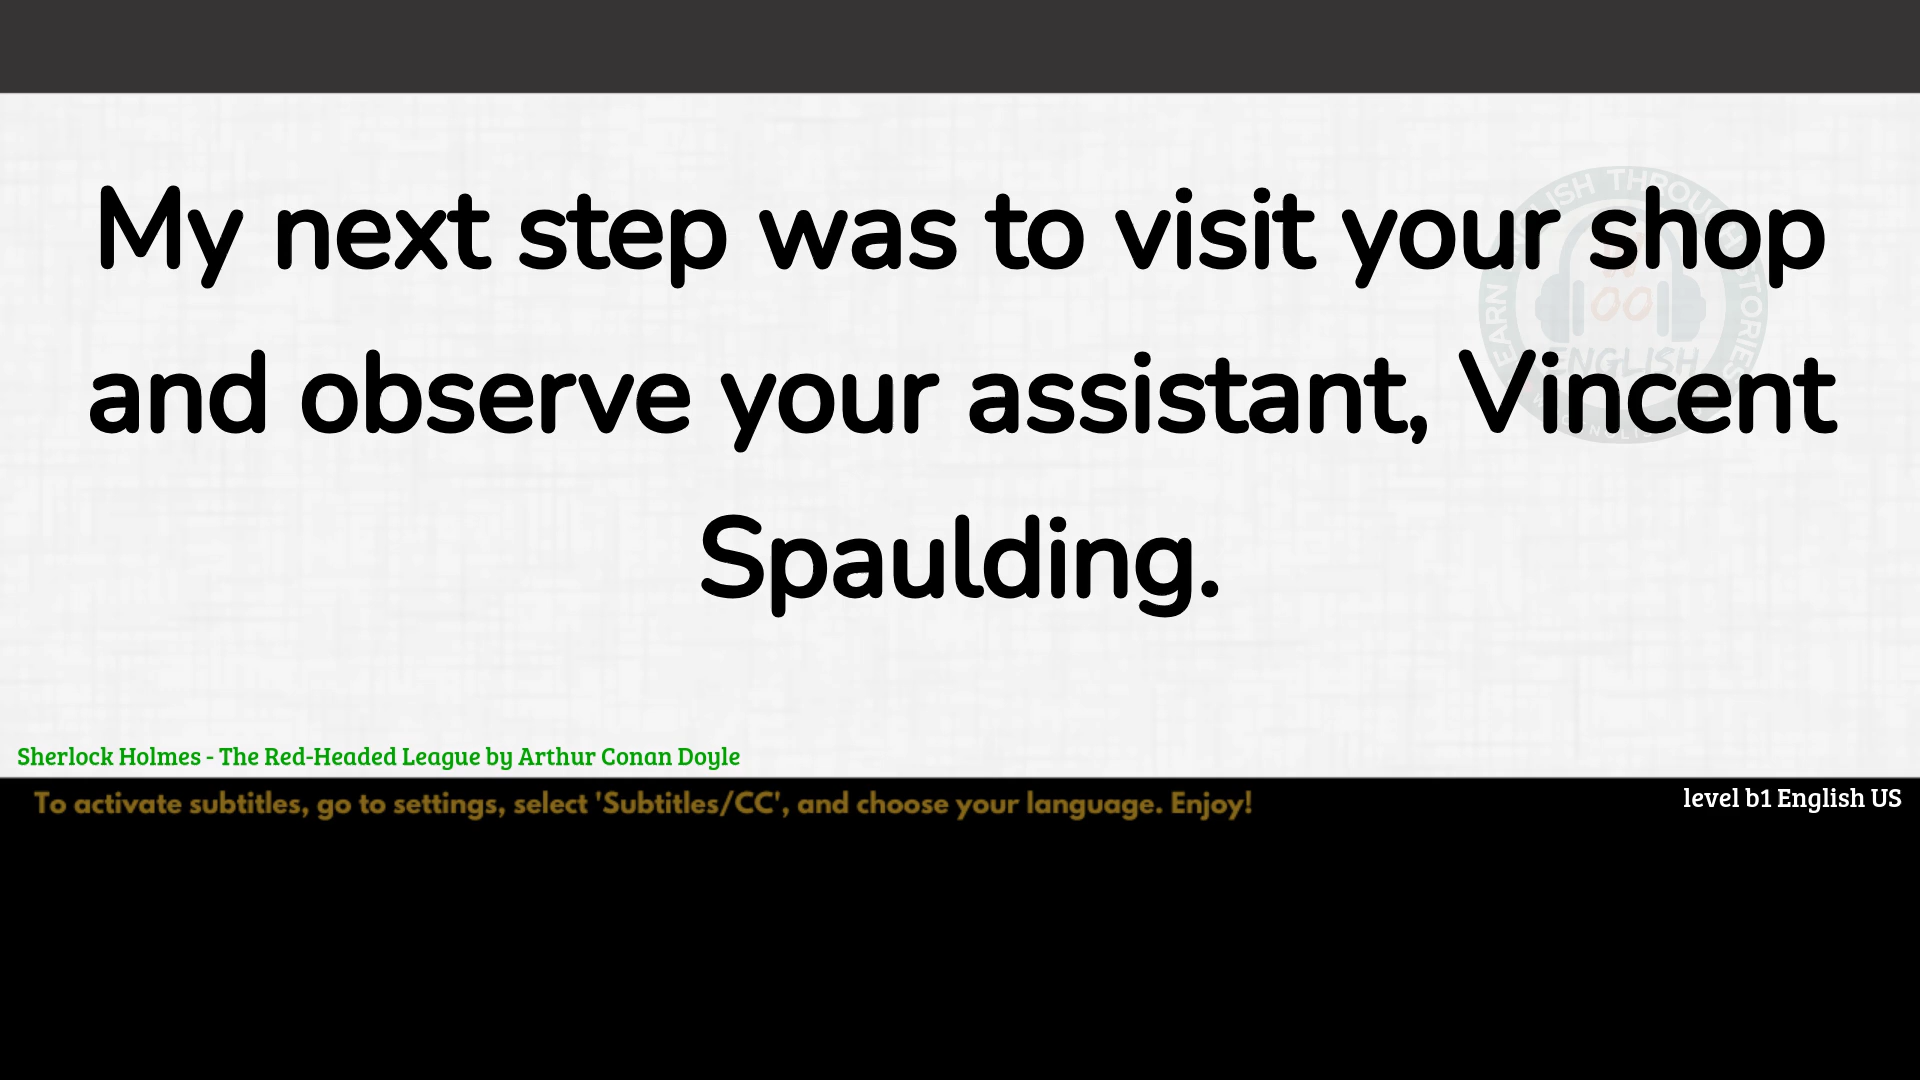 My next step was to visit your shop
and observe your assistant, Vincent
Spaulding.
Sherlock Holmes - The Red-Headed League by Arthur Conan Doyle
To activate subtitles, go to settings, select 'Subtitles/CC', and choose your language. Enjoy!
level b1 English US